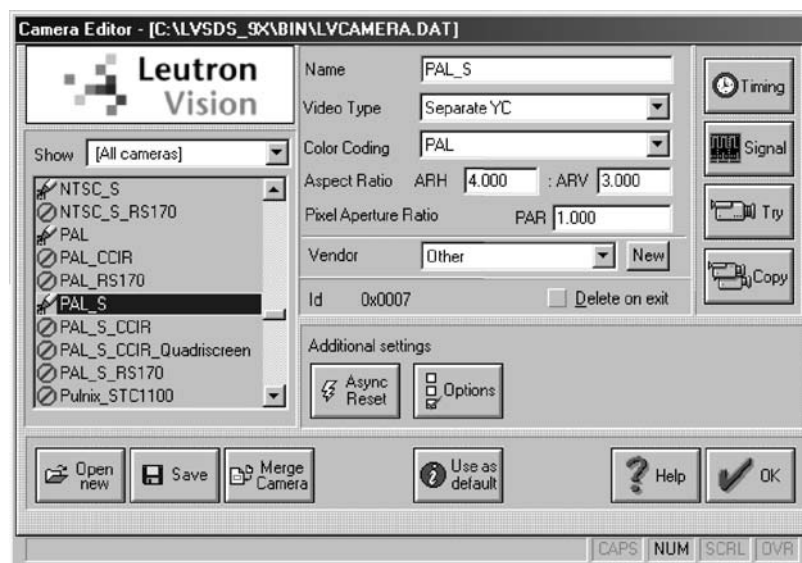 Camera Editor - [C:\LVSDS_9X\BIN\LVCAMERA.DAT]
Leutron
Vision
Show [All cameras]
NTSC_S
NTSC_S_RS170
PAL
PAL_CCIR
PAL_RS170
PAL_S
PAL_S_CCIR
PAL_S_CCIR_Quadriscreen
PAL_S_RS170
Pulnix_STC1100
Name PAL_S
Video Type Separate YC
Color Coding PAL
Aspect Ratio ARH 4.000 : ARV 3.000
Pixel Aperture Ratio PAR 1.000
Vendor Other New
Id 0x0007 Delete on exit
Additional settings
Async
Reset
Options
Timing
Signal
Try
Copy
Open
new
Save
Merge
Camera
Use as
default
Help
OK
CAPS NUM SCRL OVR